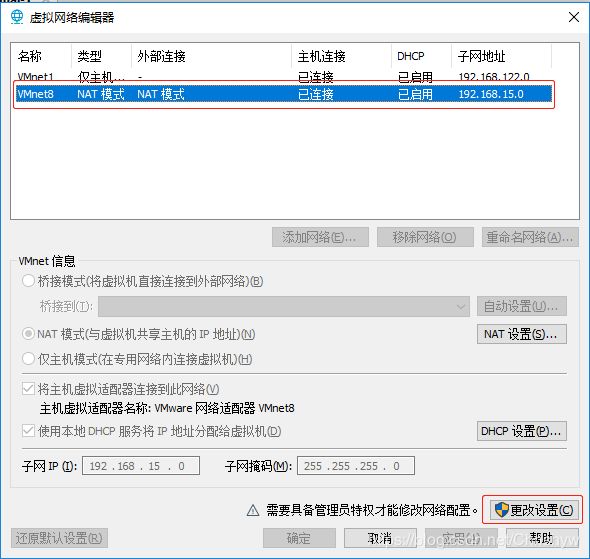 虚拟网络编辑器
名称 类型 外部连接 主机连接 DHCP 子网地址
VMnet1 仅主机... - 已连接 已启用 192.168.122.0
VMnet8 NAT 模式 NAT 模式 已连接 已启用 192.168.15.0
添加网络(E)... 移除网络(O) 重命名网络(A)...
VMnet 信息
桥接模式(将虚拟机直接连接到外部网络)(B)
桥接到(T): 自动设置(U)...
NAT 模式(与虚拟机共享主机的 IP 地址)(N) NAT 设置(S)...
仅主机模式(在专用网络内连接虚拟机)(H)
将主机虚拟适配器连接到此网络(V)
主机虚拟适配器名称: VMware 网络适配器 VMnet8
使用本地 DHCP 服务将 IP 地址分配给虚拟机(D) DHCP 设置(P)...
子网 IP (I): 192 . 168 . 15 . 0 子网掩码(M): 255 . 255 . 255 . 0
需要具备管理员特权才能修改网络配置。 更改设置(C)
还原默认设置(R) 确定 取消 应用(A) 帮助